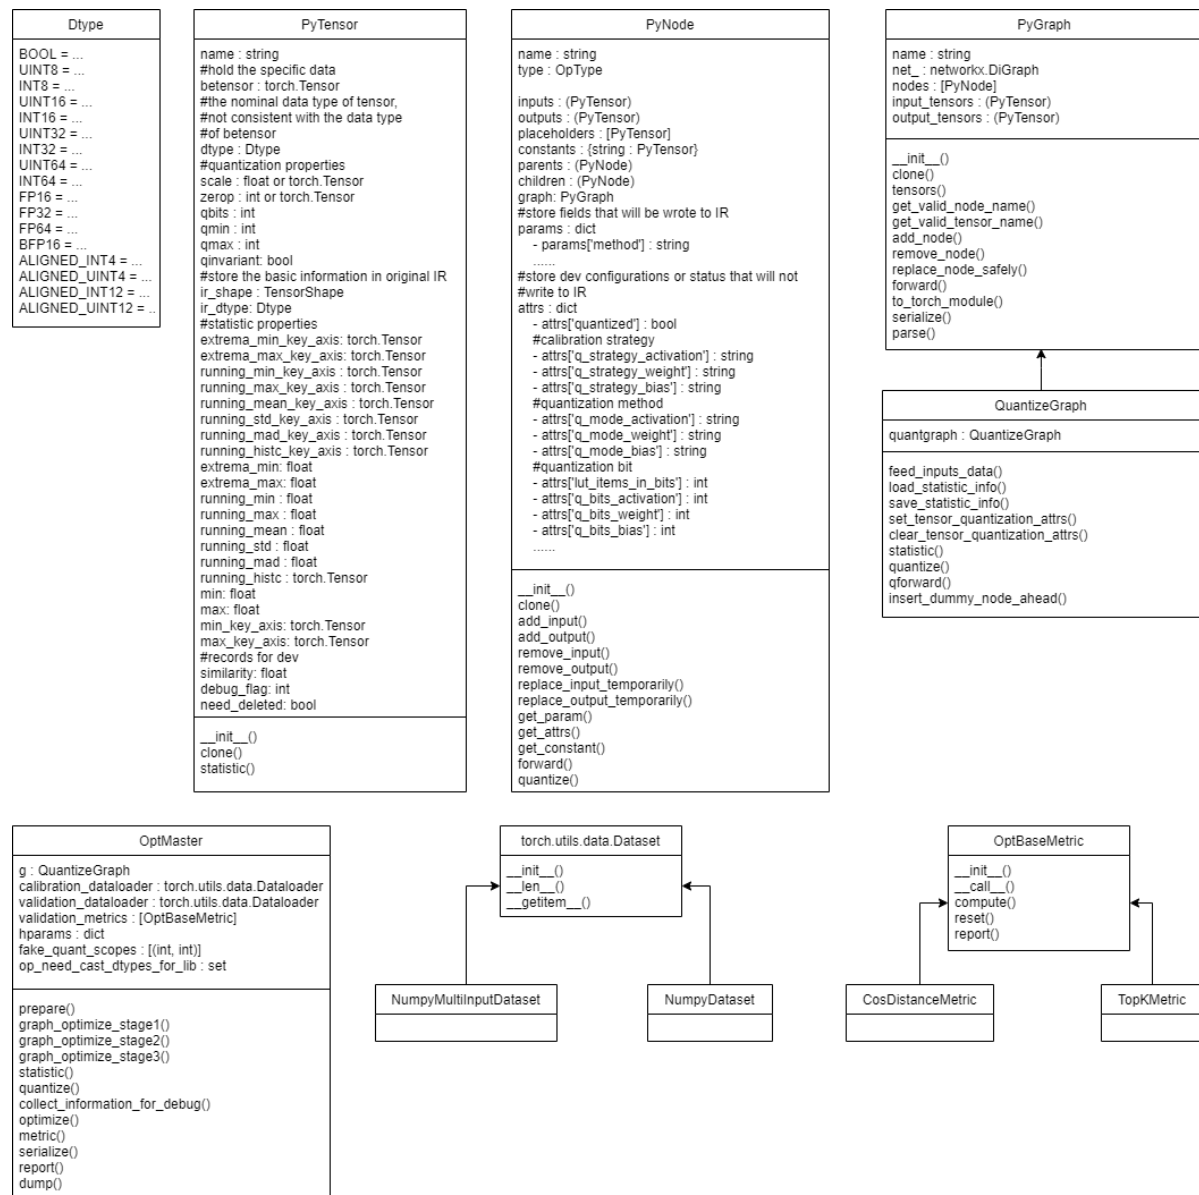 Dtype
BOOL = ...
UINT8 = ...
INT8 = ...
UINT16 = ...
INT16 = ...
UINT32 = ...
INT32 = ...
UINT64 = ...
INT64 = ...
FP16 = ...
FP32 = ...
FP64 = ...
BFP16 = ...
ALIGNED_INT4 = ...
ALIGNED_UINT4 = ...
ALIGNED_INT12 = ...
ALIGNED_UINT12 = ..
PyTensor
name : string
#hold the specific data
betensor : torch.Tensor
#the nominal data type of tensor,
#not consistent with the data type
#of betensor
dtype : Dtype
#quantization properties
scale : float or torch.Tensor
zerop : int or torch.Tensor
qbits : int
qmin : int
qmax : int
qinvariant: bool
#store the basic information in original IR
ir_shape : TensorShape
ir_dtype: Dtype
#statistic properties
extrema_min_key_axis: torch.Tensor
extrema_max_key_axis: torch.Tensor
running_min_key_axis: torch.Tensor
running_max_key_axis: torch.Tensor
running_mean_key_axis : torch.Tensor
running_std_key_axis: torch.Tensor
running_mad_key_axis: torch.Tensor
running_histc_key_axis : torch.Tensor
extrema_min: float
extrema_max: float
running_min : float
running_max : float
running_mean : float
running_std : float
running_mad : float
running_histc : torch.Tensor
min: float
max: float
min_key_axis: torch.Tensor
max_key_axis: torch.Tensor
#records for dev
similarity: float
debug_flag: int
need_deleted: bool
__init__()
clone()
statistic()
PyNode
name : string
type : OpType
inputs : (PyTensor)
outputs : (PyTensor)
placeholders : [PyTensor]
constants : {string : PyTensor}
parents : (PyNode)
children : (PyNode)
graph: PyGraph
#store fields that will be wrote to IR
params : dict
- params['method'] : string
......
#store dev configurations or status that will not
#write to IR
attrs : dict
- attrs['quantized'] : bool
#calibration strategy
- attrs['q_strategy_activation'] : string
- attrs['q_strategy_weight'] : string
- attrs['q_strategy_bias'] : string
#quantization method
- attrs['q_mode_activation'] : string
- attrs['q_mode_weight'] : string
- attrs['q_mode_bias'] : string
#quantization bit
- attrs['lut_items_in_bits'] : int
- attrs['q_bits_activation'] : int
- attrs['q_bits_weight'] : int
- attrs['q_bits_bias'] : int
......
__init__()
clone()
add_input()
add_output()
remove_input()
remove_output()
replace_input_temporarily()
replace_output_temporarily()
get_param()
get_attrs()
get_constant()
forward()
quantize()
PyGraph
name : string
net_ : networkx.DiGraph
nodes : [PyNode]
input_tensors : (PyTensor)
output_tensors : (PyTensor)
__init__()
clone()
tensors()
get_valid_node_name()
get_valid_tensor_name()
add_node()
remove_node()
replace_node_safely()
forward()
to_torch_module()
serialize()
parse()
QuantizeGraph
quantgraph : QuantizeGraph
feed_inputs_data()
load_statistic_info()
save_statistic_info()
set_tensor_quantization_attrs()
clear_tensor_quantization_attrs()
statistic()
quantize()
qforward()
insert_dummy_node_ahead()
OptMaster
g : QuantizeGraph
calibration_dataloader : torch.utils.data.Dataloader
validation_dataloader : torch.utils.data.Dataloader
validation_metrics : [OptBaseMetric]
hparams : dict
fake_quant_scopes : [(int, int)]
op_need_cast_dtypes_for_lib : set
prepare()
graph_optimize_stage1()
graph_optimize_stage2()
graph_optimize_stage3()
statistic()
quantize()
collect_information_for_debug()
optimize()
metric()
serialize()
report()
dump()
torch.utils.data.Dataset
__init__()
__len__()
__getitem__()
NumpyMultiInputDataset
NumpyDataset
OptBaseMetric
__init__()
__call__()
compute()
reset()
report()
CosDistanceMetric
TopKMetric